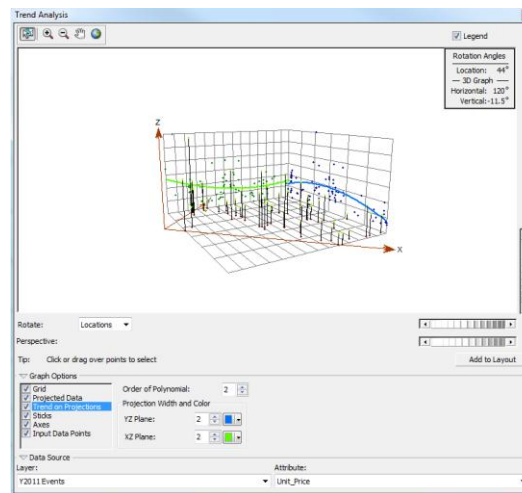 Trend Analysis
Legend
Rotation Angles
Location: 44°
3D Graph
Horizontal: 120°
Vertical:-11.5°
Z
X
Rotate: Locations
Perspective:
Tip: Click or drag over points to select
Add to Layout
Graph Options
Grid
Projected Data
Trend on Projections
Sticks
Axes
Input Data Points
Order of Polynomial: 2
Projection Width and Color
YZ Plane: 2
XZ Plane: 2
Data Source
Layer: Attribute:
Y2011 Events Unit_Price